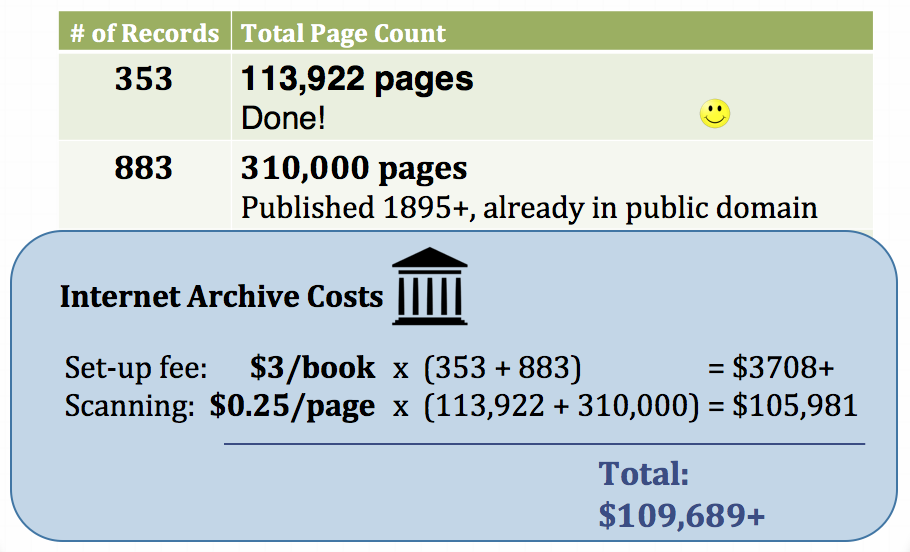 # of Records Total Page Count
353 113,922 pages
Done!
883 310,000 pages
Published 1895+, already in public domain
Internet Archive Costs
Set-up fee: $3/book x (353 + 883) = $3708+
Scanning: $0.25/page x (113,922 + 310,000) = $105,981
Total:
$109,689+